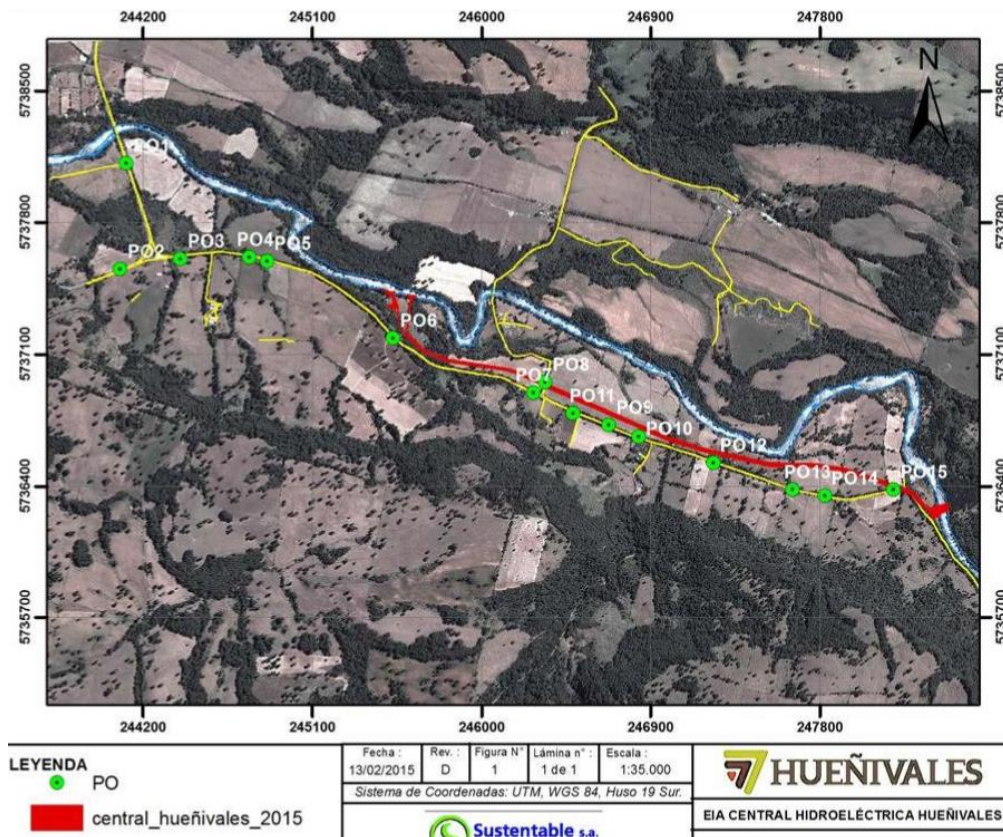 244200 245100 246000 246900 247800
5738500 5738500
N
PO1
5737800 5737800
PO2 PO3 PO4 PO5
PO6
5737100 5737100
PO7 PO8
PO11 PO9
PO10
PO12
5736400 5736400
PO13 PO14 PO15
5735700 5735700
244200 245100 246000 246900 247800
LEYENDA
PO
central_hueñivales_2015
Fecha : Rev. : Figura N° Lámina n° : Escala :
13/02/2015 D 1 1 de 1 1:35.000
Sistema de Coordenadas: UTM, WGS 84, Huso 19 Sur.
Sustentable s.a.
HUEÑIVALES
EIA CENTRAL HIDROELÉCTRICA HUEÑIVALES